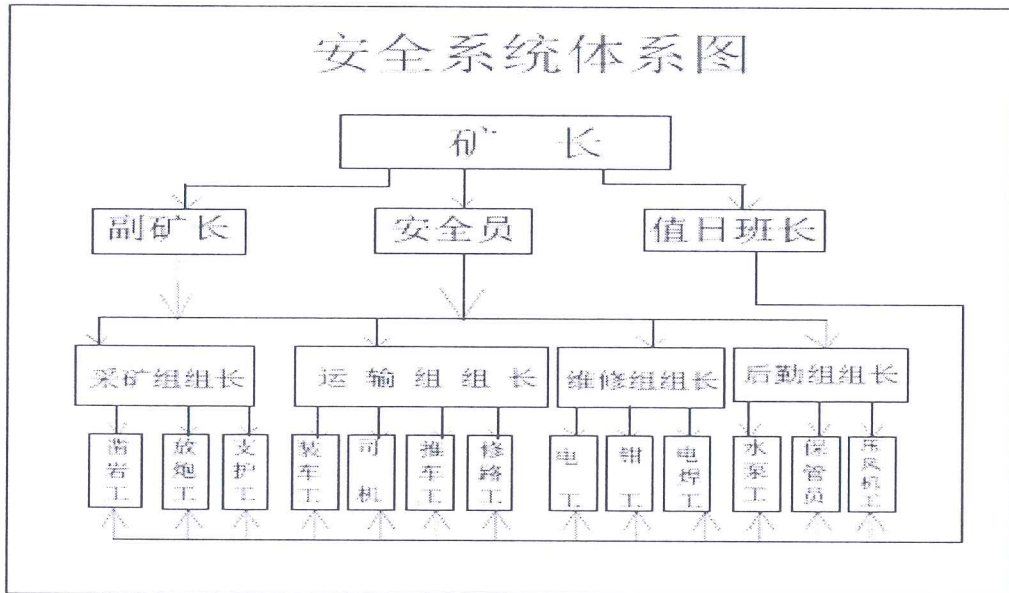 安全系统体系图
矿 长
副矿长
安全员
值日班长
采矿组组长
运输组组长
维修组组长
后勤组组长
凿岩工
放炮工
支护工
装车工
司机
推车工
修路工
电工
钳工
电焊工
水泵工
保管员
压风机工